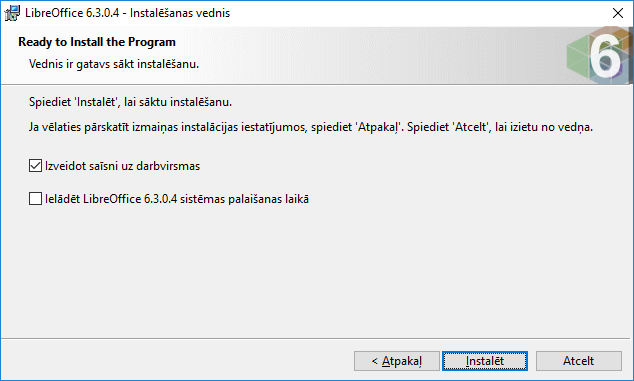 LibreOffice 6.3.0.4 - Instalēšanas vednis
Ready to Install the Program
Vednis ir gatavs sākt instalēšanu.
6
Spiediet 'Instalēt', lai sāktu instalēšanu.
Ja vēlaties pārskatīt izmaiņas instalācijas iestatījumos, spiediet 'Atpakaļ'. Spiediet 'Atcelt', lai izietu no vedņa.
Izveidot saīsni uz darbvirsmas
Ielādēt LibreOffice 6.3.0.4 sistēmas palaišanas laikā
< Atpakaļ
Instalēt
Atcelt